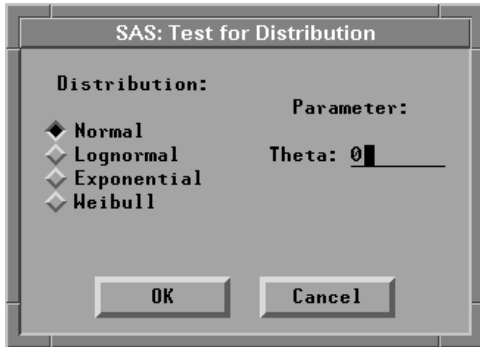 SAS: Test for Distribution
Distribution:
Parameter:
Normal
Lognormal
Theta: 0
Exponential
Weibull
OK
Cancel